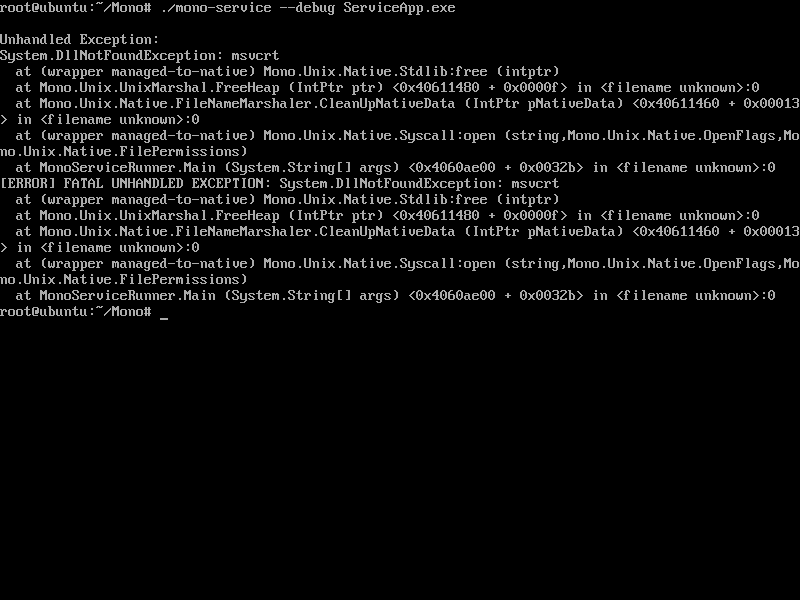 root@ubuntu:~/Mono# ./mono-service --debug ServiceApp.exe
Unhandled Exception:
System.DllNotFoundException: msvcrt
  at (wrapper managed-to-native) Mono.Unix.Native.Stdlib:free (intptr)
  at Mono.Unix.UnixMarshal.FreeHeap (IntPtr ptr) <0x40611480 + 0x0000f> in <filename unknown>:0
  at Mono.Unix.Native.FileNameMarshaler.CleanUpNativeData (IntPtr pNativeData) <0x40611460 + 0x00013
> in <filename unknown>:0
  at (wrapper managed-to-native) Mono.Unix.Native.Syscall:open (string,Mono.Unix.Native.OpenFlags,Mo
no.Unix.Native.FilePermissions)
  at MonoServiceRunner.Main (System.String[] args) <0x4060ae00 + 0x0032b> in <filename unknown>:0
[ERROR] FATAL UNHANDLED EXCEPTION: System.DllNotFoundException: msvcrt
  at (wrapper managed-to-native) Mono.Unix.Native.Stdlib:free (intptr)
  at Mono.Unix.UnixMarshal.FreeHeap (IntPtr ptr) <0x40611480 + 0x0000f> in <filename unknown>:0
  at Mono.Unix.Native.FileNameMarshaler.CleanUpNativeData (IntPtr pNativeData) <0x40611460 + 0x00013
> in <filename unknown>:0
  at (wrapper managed-to-native) Mono.Unix.Native.Syscall:open (string,Mono.Unix.Native.OpenFlags,Mo
no.Unix.Native.FilePermissions)
  at MonoServiceRunner.Main (System.String[] args) <0x4060ae00 + 0x0032b> in <filename unknown>:0
root@ubuntu:~/Mono# _